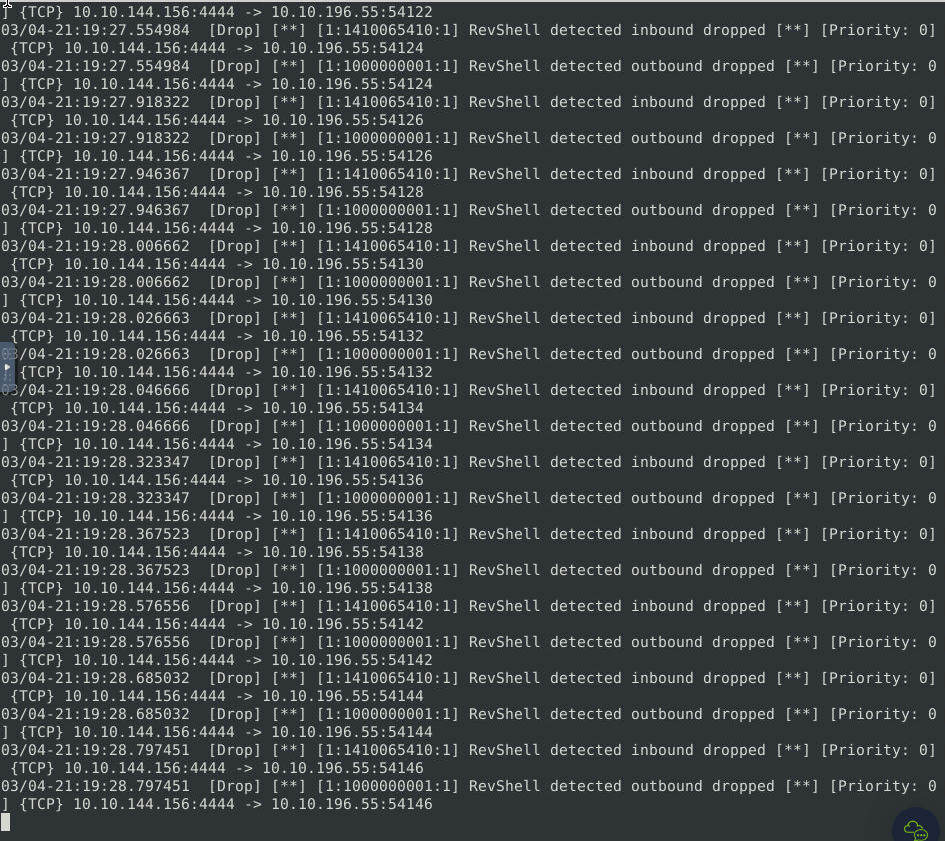 ] {TCP} 10.10.144.156:4444 -> 10.10.196.55:54122
03/04-21:19:27.554984  [Drop] [**] [1:1410065410:1] RevShell detected inbound dropped [**] [Priority: 0]
 {TCP} 10.10.144.156:4444 -> 10.10.196.55:54124
03/04-21:19:27.554984  [Drop] [**] [1:1000000001:1] RevShell detected outbound dropped [**] [Priority: 0
] {TCP} 10.10.144.156:4444 -> 10.10.196.55:54124
03/04-21:19:27.918322  [Drop] [**] [1:1410065410:1] RevShell detected inbound dropped [**] [Priority: 0]
 {TCP} 10.10.144.156:4444 -> 10.10.196.55:54126
03/04-21:19:27.918322  [Drop] [**] [1:1000000001:1] RevShell detected outbound dropped [**] [Priority: 0
] {TCP} 10.10.144.156:4444 -> 10.10.196.55:54126
03/04-21:19:27.946367  [Drop] [**] [1:1410065410:1] RevShell detected inbound dropped [**] [Priority: 0]
 {TCP} 10.10.144.156:4444 -> 10.10.196.55:54128
03/04-21:19:27.946367  [Drop] [**] [1:1000000001:1] RevShell detected outbound dropped [**] [Priority: 0
] {TCP} 10.10.144.156:4444 -> 10.10.196.55:54128
03/04-21:19:28.006662  [Drop] [**] [1:1410065410:1] RevShell detected inbound dropped [**] [Priority: 0]
 {TCP} 10.10.144.156:4444 -> 10.10.196.55:54130
03/04-21:19:28.006662  [Drop] [**] [1:1000000001:1] RevShell detected outbound dropped [**] [Priority: 0
] {TCP} 10.10.144.156:4444 -> 10.10.196.55:54130
03/04-21:19:28.026663  [Drop] [**] [1:1410065410:1] RevShell detected inbound dropped [**] [Priority: 0]
 {TCP} 10.10.144.156:4444 -> 10.10.196.55:54132
03/04-21:19:28.026663  [Drop] [**] [1:1000000001:1] RevShell detected outbound dropped [**] [Priority: 0
] {TCP} 10.10.144.156:4444 -> 10.10.196.55:54132
03/04-21:19:28.046666  [Drop] [**] [1:1410065410:1] RevShell detected inbound dropped [**] [Priority: 0]
 {TCP} 10.10.144.156:4444 -> 10.10.196.55:54134
03/04-21:19:28.046666  [Drop] [**] [1:1000000001:1] RevShell detected outbound dropped [**] [Priority: 0
] {TCP} 10.10.144.156:4444 -> 10.10.196.55:54134
03/04-21:19:28.323347  [Drop] [**] [1:1410065410:1] RevShell detected inbound dropped [**] [Priority: 0]
 {TCP} 10.10.144.156:4444 -> 10.10.196.55:54136
03/04-21:19:28.323347  [Drop] [**] [1:1000000001:1] RevShell detected outbound dropped [**] [Priority: 0
] {TCP} 10.10.144.156:4444 -> 10.10.196.55:54136
03/04-21:19:28.367523  [Drop] [**] [1:1410065410:1] RevShell detected inbound dropped [**] [Priority: 0]
 {TCP} 10.10.144.156:4444 -> 10.10.196.55:54138
03/04-21:19:28.367523  [Drop] [**] [1:1000000001:1] RevShell detected outbound dropped [**] [Priority: 0
] {TCP} 10.10.144.156:4444 -> 10.10.196.55:54138
03/04-21:19:28.576556  [Drop] [**] [1:1410065410:1] RevShell detected inbound dropped [**] [Priority: 0]
 {TCP} 10.10.144.156:4444 -> 10.10.196.55:54142
03/04-21:19:28.576556  [Drop] [**] [1:1000000001:1] RevShell detected outbound dropped [**] [Priority: 0
] {TCP} 10.10.144.156:4444 -> 10.10.196.55:54142
03/04-21:19:28.685032  [Drop] [**] [1:1410065410:1] RevShell detected inbound dropped [**] [Priority: 0]
 {TCP} 10.10.144.156:4444 -> 10.10.196.55:54144
03/04-21:19:28.685032  [Drop] [**] [1:1000000001:1] RevShell detected outbound dropped [**] [Priority: 0
] {TCP} 10.10.144.156:4444 -> 10.10.196.55:54144
03/04-21:19:28.797451  [Drop] [**] [1:1410065410:1] RevShell detected inbound dropped [**] [Priority: 0]
 {TCP} 10.10.144.156:4444 -> 10.10.196.55:54146
03/04-21:19:28.797451  [Drop] [**] [1:1000000001:1] RevShell detected outbound dropped [**] [Priority: 0
] {TCP} 10.10.144.156:4444 -> 10.10.196.55:54146